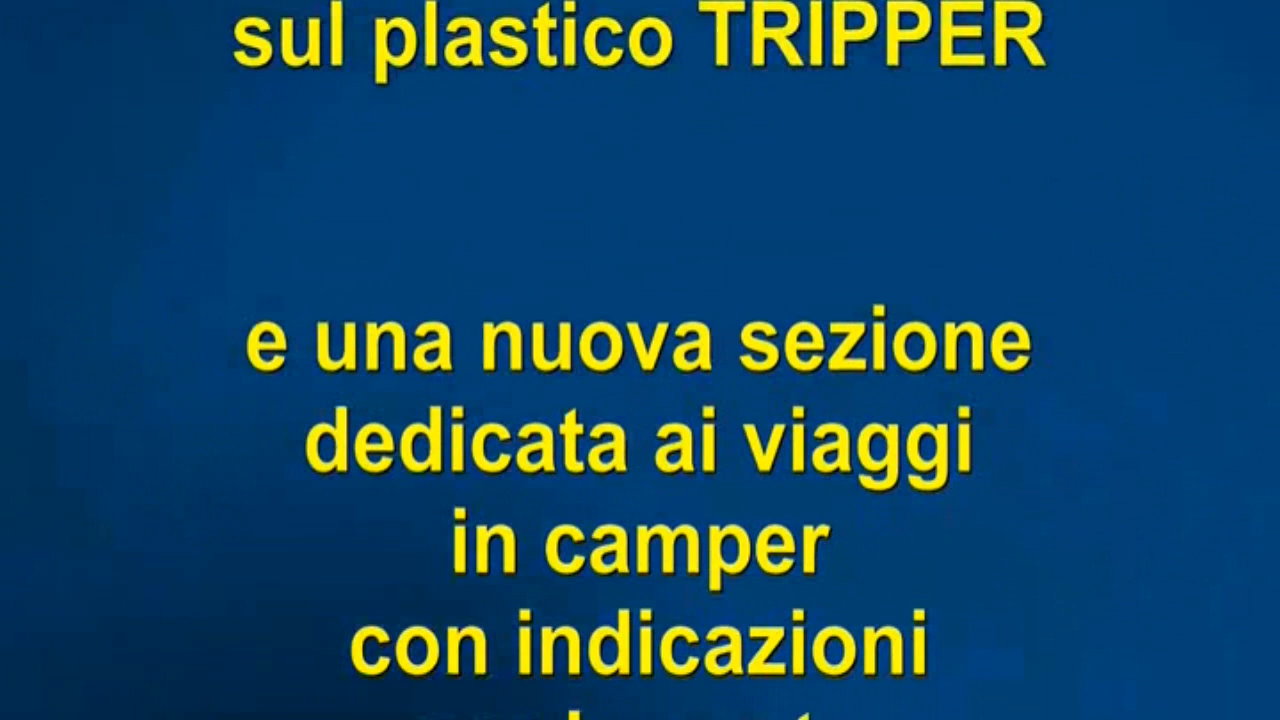 sul plastico TRIPPER
e una nuova sezione
dedicata ai viaggi
in camper
con indicazioni